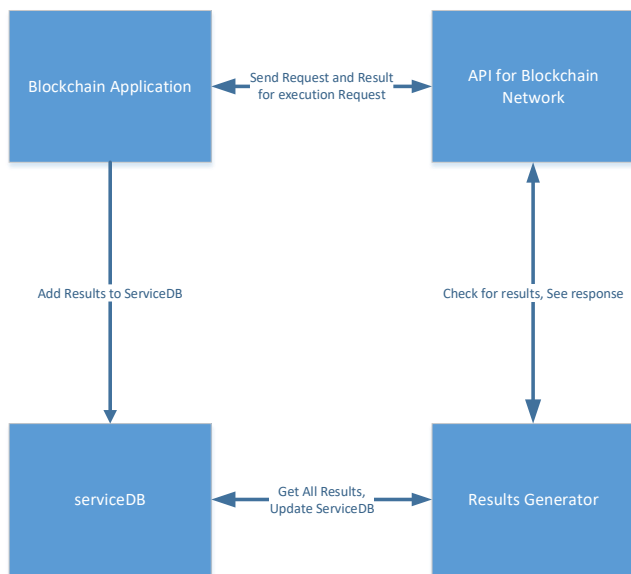 Blockchain Application
Send Request and Result
for execution Request
API for Blockchain
Network
Add Results to ServiceDB
Check for results, See response
serviceDB
Get All Results,
Update ServiceDB
Results Generator